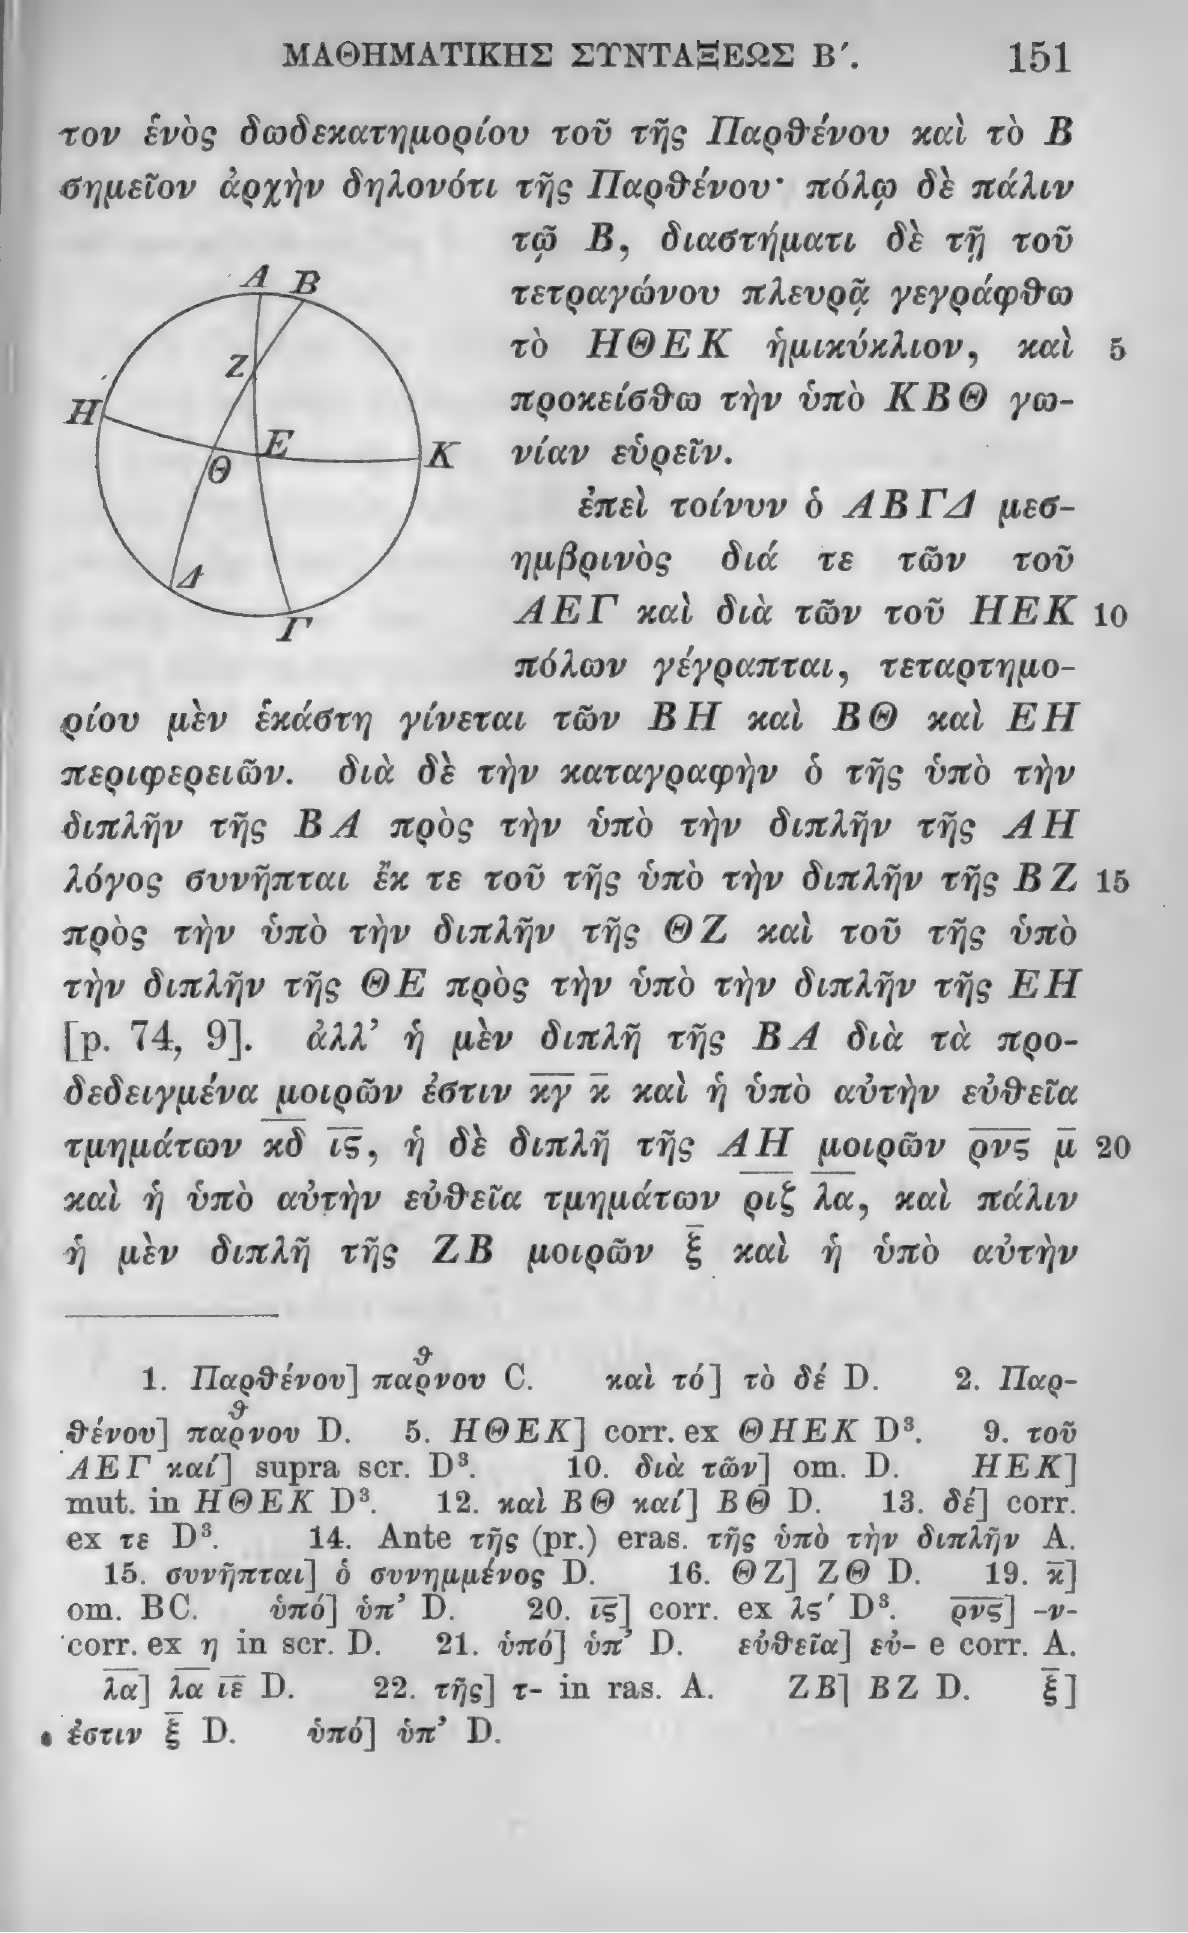 ΜΑΘΗΜΑΤΙΚΗΣ ΣΥΝΤΑΞΕΩΣ Β΄. 151
τον ἑνὸς δωδεκατημορίου τοῦ τῆς Παρθένου καὶ τὸ Β
σημεῖον ἀρχὴν δηλονότι τῆς Παρθένου· πόλῳ δὲ πάλιν
τῷ Β, διαστήματι δὲ τῇ τοῦ
τετραγώνου πλευρᾷ γεγράφθω
τὸ ΗΘΕΚ ἡμικύκλιον, καὶ 5
προκείσθω τὴν ὑπὸ ΚΒΘ γω-
νίαν εὑρεῖν.
ἐπεὶ τοίνυν ὁ ΑΒΓΔ μεσ-
ημβρινὸς διά τε τῶν τοῦ
ΑΕΓ καὶ διὰ τῶν τοῦ ΗΕΚ 10
πόλων γέγραπται, τεταρτημο-
Α Β
Ζ
Η
Ε
Κ
Θ
Δ
Γ
ρίου μὲν ἑκάστη γίνεται τῶν ΒΗ καὶ ΒΘ καὶ ΕΗ
περιφερειῶν. διὰ δὲ τὴν καταγραφὴν ὁ τῆς ὑπὸ τὴν
διπλῆν τῆς ΒΑ πρὸς τὴν ὑπὸ τὴν διπλῆν τῆς ΑΗ
λόγος συνῆπται ἔκ τε τοῦ τῆς ὑπὸ τὴν διπλῆν τῆς ΒΖ 15
πρὸς τὴν ὑπὸ τὴν διπλῆν τῆς ΘΖ καὶ τοῦ τῆς ὑπὸ
τὴν διπλῆν τῆς ΘΕ πρὸς τὴν ὑπὸ τὴν διπλῆν τῆς ΕΗ
[p. 74, 9]. ἀλλ’ ἡ μὲν διπλῆ τῆς ΒΑ διὰ τὰ προ-
δεδειγμένα μοιρῶν ἐστιν κ̅γ̅ κ̅ καὶ ἡ ὑπὸ αὐτὴν εὐθεῖα
τμημάτων κ̅δ̅ ι̅ϛ̅, ἡ δὲ διπλῆ τῆς ΑΗ μοιρῶν ρ̅ν̅ϛ̅ μ̅ 20
καὶ ἡ ὑπὸ αὐτὴν εὐθεῖα τμημάτων ρ̅ι̅ζ̅ λ̅α̅, καὶ πάλιν
ἡ μὲν διπλῆ τῆς ΖΒ μοιρῶν ξ̅ καὶ ἡ ὑπὸ αὐτὴν
1. Παρθένου] παρ^θνου C. καὶ τό] τὸ δέ D. 2. Παρ-
θένου] παρ^θνου D. 5. ΗΘΕΚ] corr. ex ΘΗΕΚ D³. 9. τοῦ
ΑΕΓ καί] supra scr. D³. 10. διὰ τῶν] om. D. ΗΕΚ]
mut. in ΗΘΕΚ D³. 12. καὶ ΒΘ καί] ΒΘ D. 13. δέ] corr.
ex τε D³. 14. Ante τῆς (pr.) eras. τῆς ὑπὸ τὴν διπλῆν A.
15. συνῆπται] ὁ συνημμένος D. 16. ΘΖ] ΖΘ D. 19. κ̅]
om. BC. ὑπό] ὑπ’ D. 20. ι̅ϛ̅] corr. ex λϛ′ D³. ρ̅ν̅ϛ̅] -ν-
corr. ex η in scr. D. 21. ὑπό] ὑπ’ D. εὐθεῖα] εὐ- e corr. A.
λ̅α̅] λ̅α̅ ι̅ε̅ D. 22. τῆς] τ- in ras. A. ΖΒ] ΒΖ D. ξ̅]
ἐστιν ξ̅ D. ὑπό] ὑπ’ D.